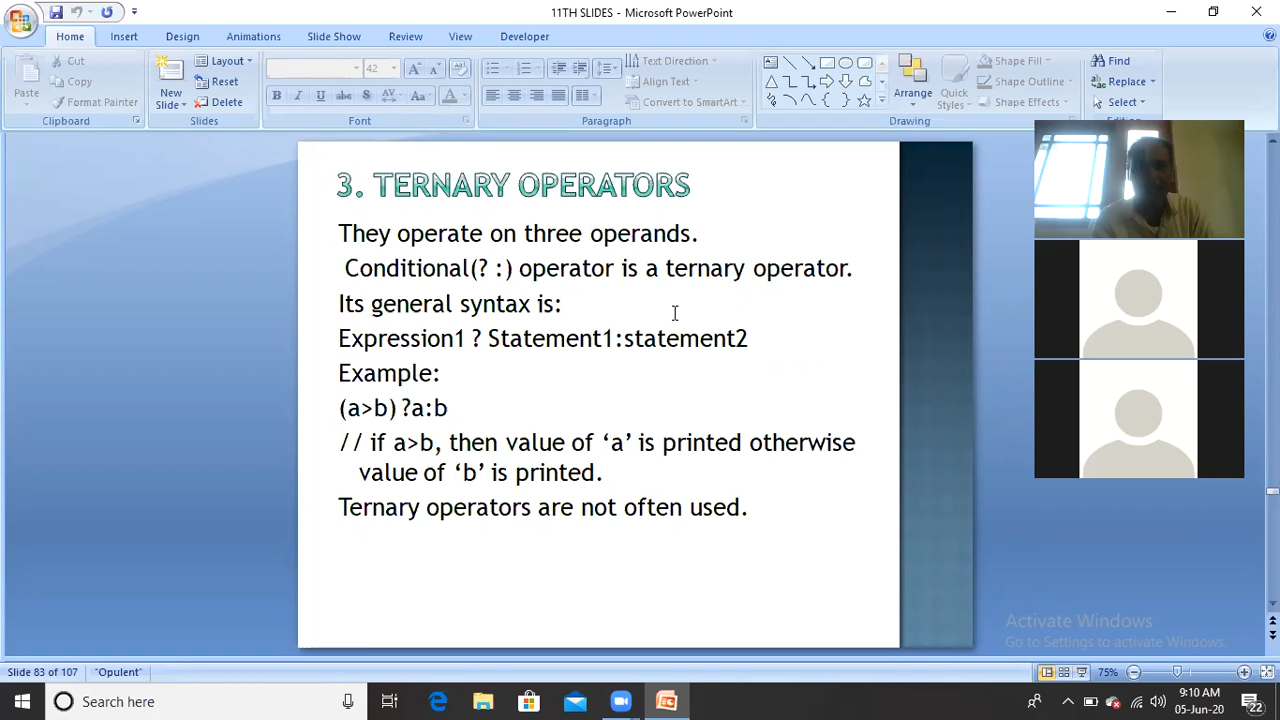 11TH SLIDES - Microsoft PowerPoint
Home Insert Design Animations Slide Show Review View Developer
Paste
Cut
Copy
Format Painter
Clipboard
New Slide
Layout
Reset
Delete
Slides
42
B I U abc S AV Aa A
Font
Text Direction
Align Text
Convert to SmartArt
Paragraph
Arrange
Quick Styles
Shape Fill
Shape Outline
Shape Effects
Drawing
Find
Replace
Select
3. TERNARY OPERATORS
They operate on three operands.
Conditional(? :) operator is a ternary operator.
Its general syntax is:
Expression1 ? Statement1:statement2
Example:
(a>b) ?a:b
// if a>b, then value of ‘a’ is printed otherwise
value of ‘b’ is printed.
Ternary operators are not often used.
Activate Windows
Go to Settings to activate Windows.
Slide 83 of 107 "Opulent" 75%
Search here
9:10 AM
05-Jun-20
22